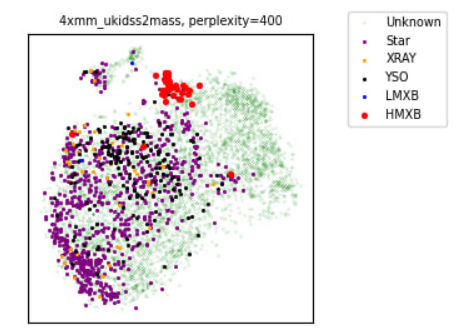 4xmm_ukidss2mass, perplexity=400
Unknown
Star
XRAY
YSO
LMXB
HMXB